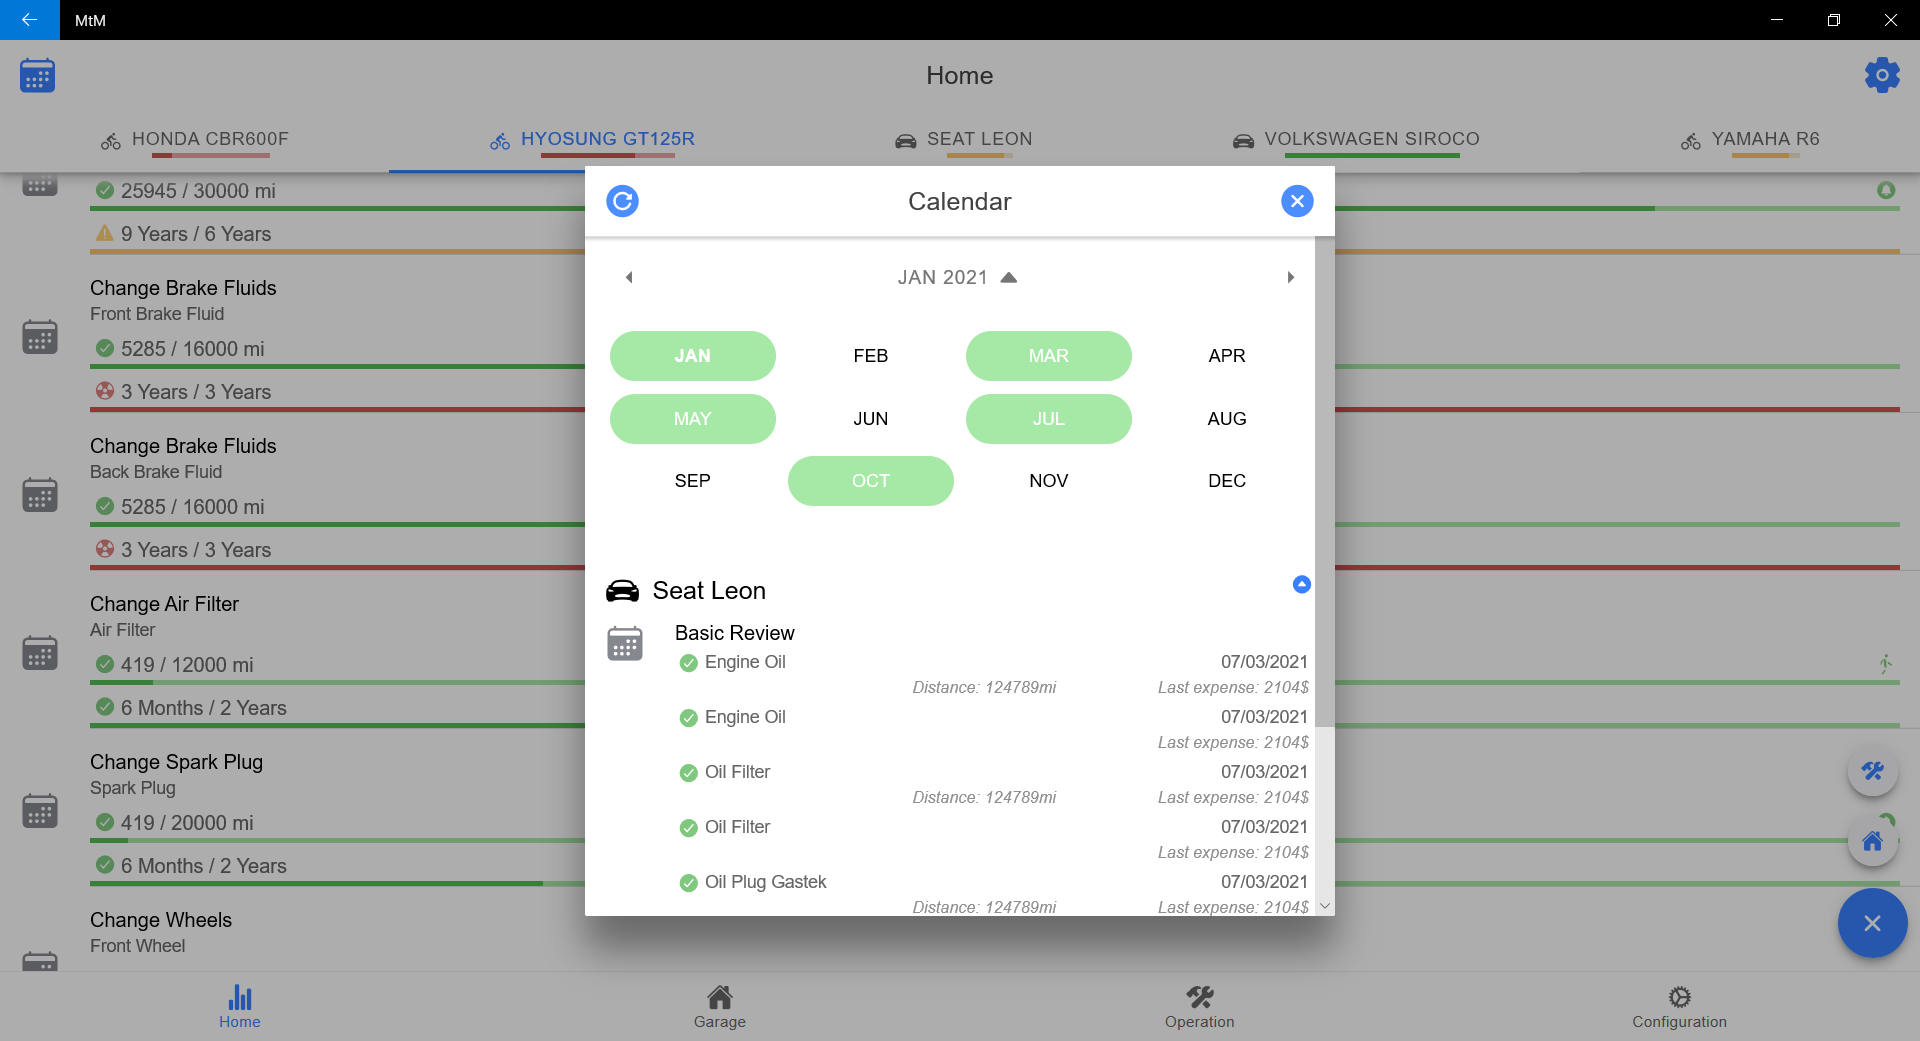 MtM
Home
HONDA CBR600F
HYOSUNG GT125R
SEAT LEON
VOLKSWAGEN SIROCO
YAMAHA R6
25945 / 30000 mi
9 Years / 6 Years
Change Brake Fluids
Front Brake Fluid
5285 / 16000 mi
3 Years / 3 Years
Change Brake Fluids
Back Brake Fluid
5285 / 16000 mi
3 Years / 3 Years
Change Air Filter
Air Filter
419 / 12000 mi
6 Months / 2 Years
Change Spark Plug
Spark Plug
419 / 20000 mi
6 Months / 2 Years
Change Wheels
Front Wheel
Calendar
JAN 2021
JAN FEB MAR APR
MAY JUN JUL AUG
SEP OCT NOV DEC
Seat Leon
Basic Review
Engine Oil 07/03/2021
Distance: 124789mi Last expense: 2104$
Engine Oil 07/03/2021
Last expense: 2104$
Oil Filter 07/03/2021
Distance: 124789mi Last expense: 2104$
Oil Filter 07/03/2021
Last expense: 2104$
Oil Plug Gastek 07/03/2021
Distance: 124789mi Last expense: 2104$
Home
Garage
Operation
Configuration